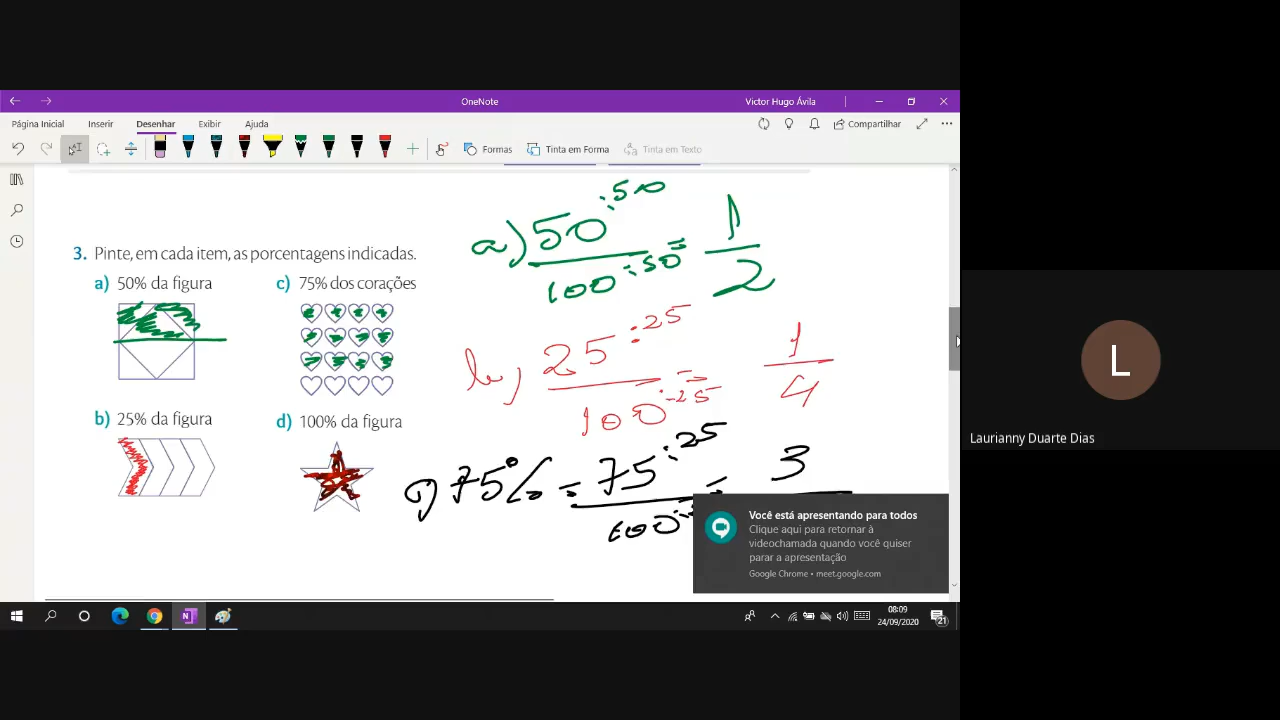 OneNote
Victor Hugo Ávila
Página Inicial Inserir Desenhar Exibir Ajuda
Compartilhar
Formas Tinta em Forma Tinta em Texto
3. Pinte, em cada item, as porcentagens indicadas.
a) 50% da figura
c) 75% dos corações
b) 25% da figura
d) 100% da figura
a) 50:50 / 100:50 = 1/2
b) 25:25 / 100:25 = 1/4
c) 75% = 75:25 / 100: = 3
Você está apresentando para todos
Clique aqui para retornar à
videochamada quando você quiser
parar a apresentação
Google Chrome • meet.google.com
08:09
24/09/2020
21
L
Laurianny Duarte Dias